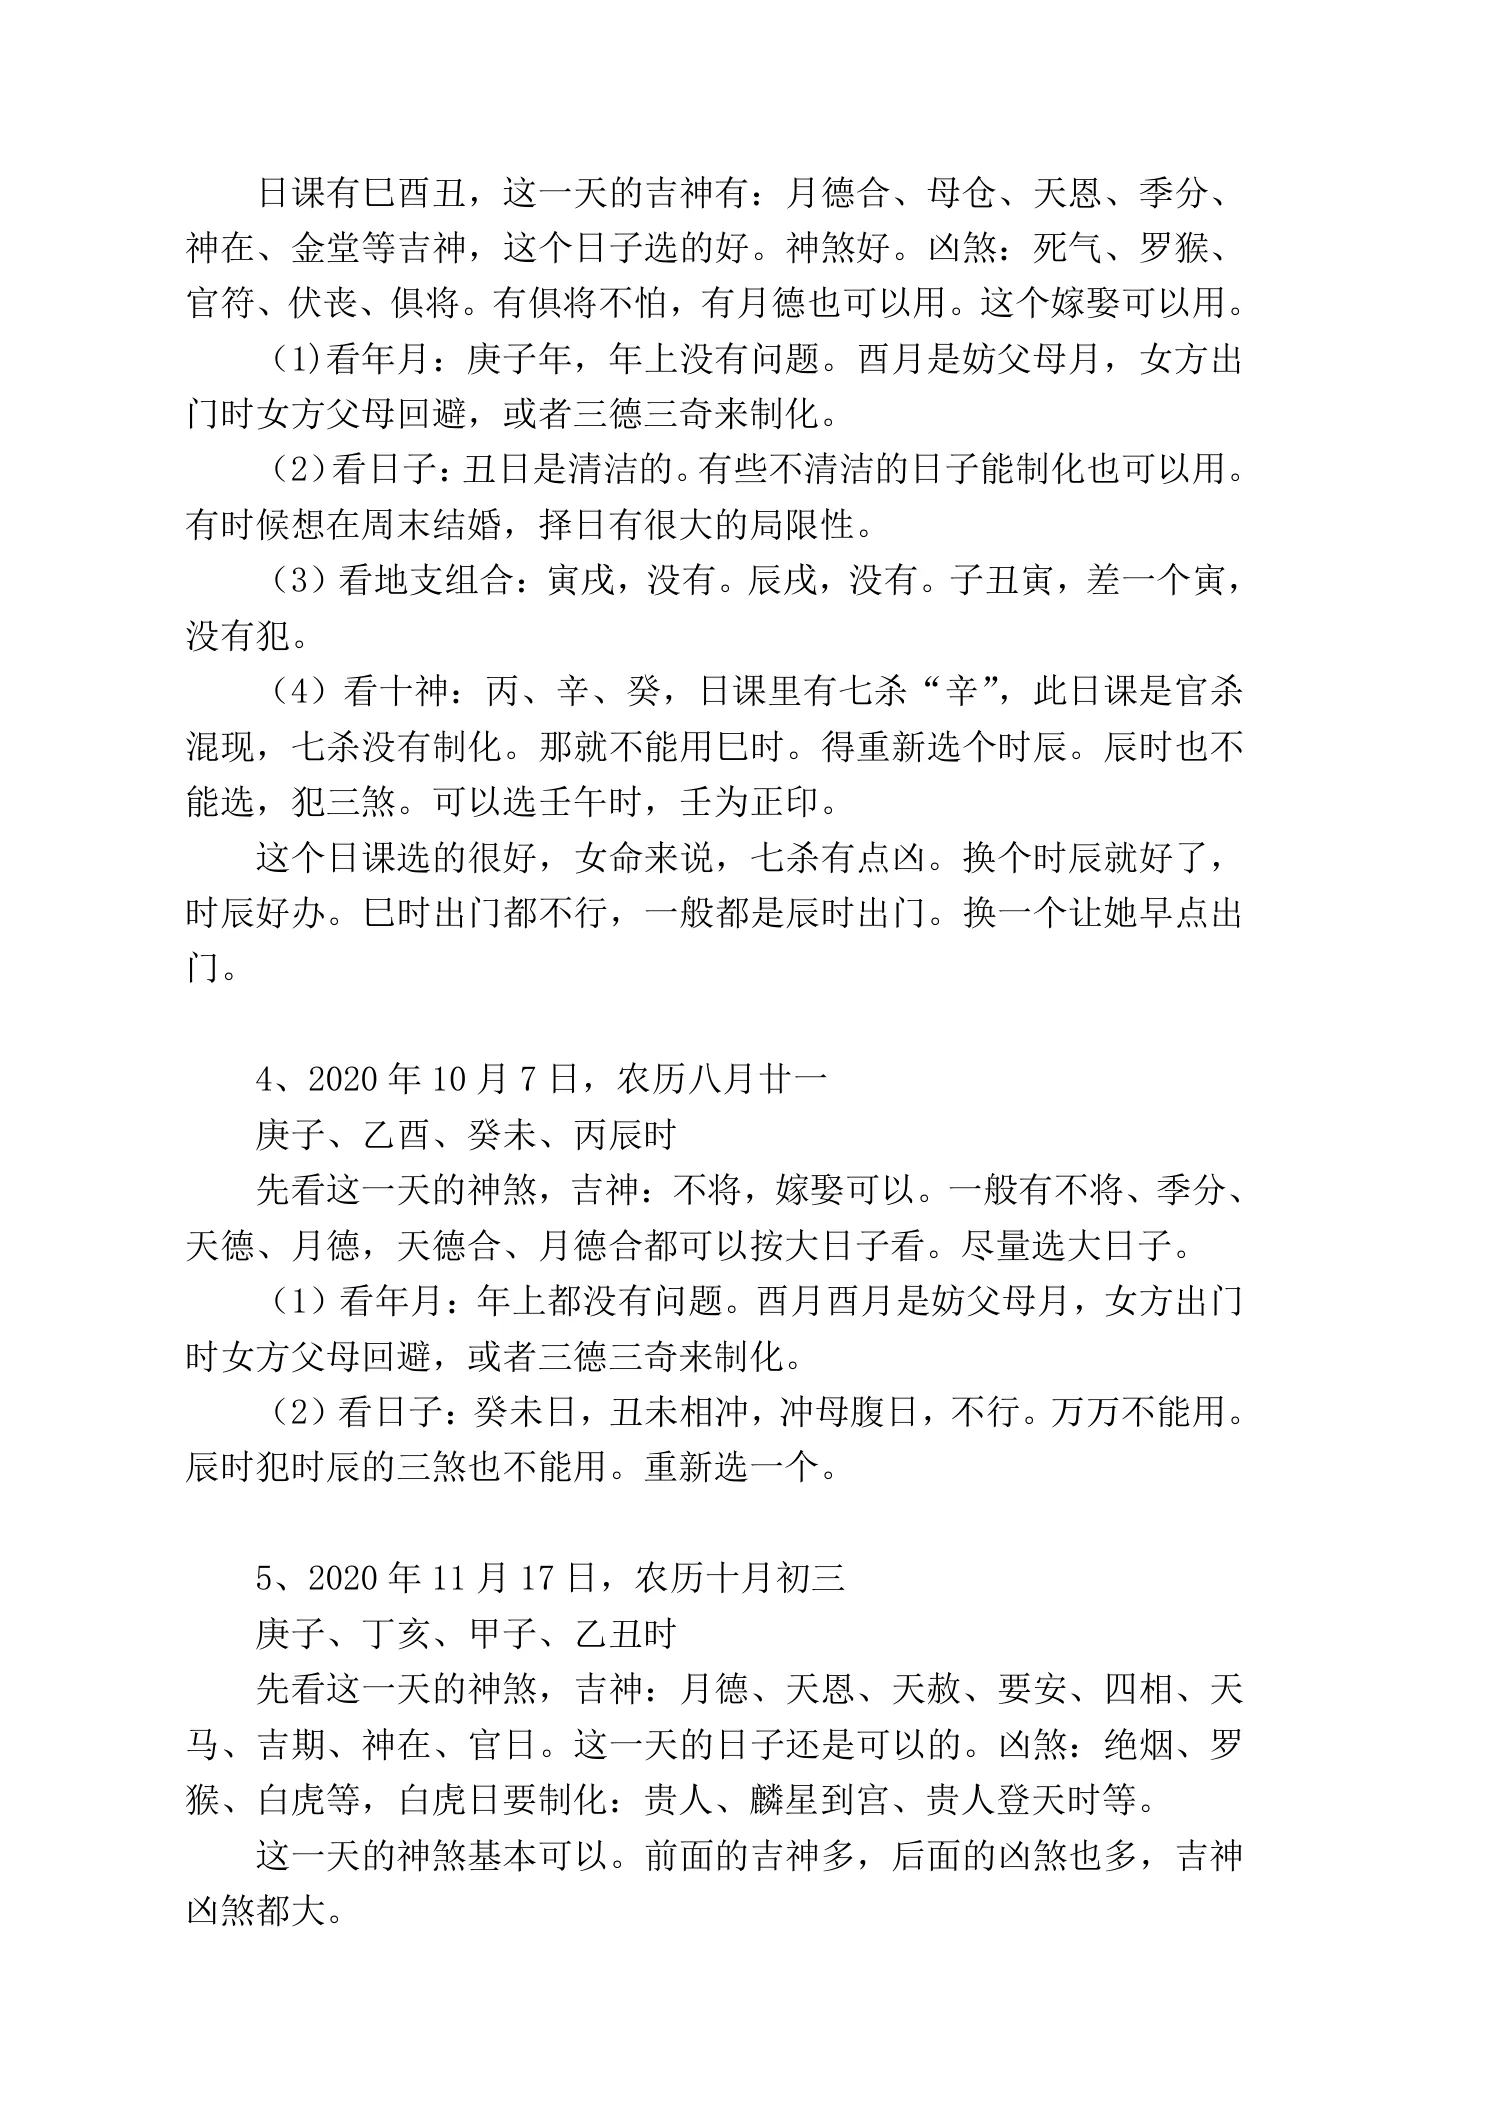 日课有巳酉丑，这一天的吉神有：月德合、母仓、天恩、季分、
神在、金堂等吉神，这个日子选的好。神煞好。凶煞：死气、罗猴、
官符、伏丧、俱将。有俱将不怕，有月德也可以用。这个嫁娶可以用。
（1)看年月：庚子年，年上没有问题。酉月是妨父母月，女方出
门时女方父母回避，或者三德三奇来制化。
（2）看日子：丑日是清洁的。有些不清洁的日子能制化也可以用。
有时候想在周末结婚，择日有很大的局限性。
（3）看地支组合：寅戌，没有。辰戌，没有。子丑寅，差一个寅，
没有犯。
（4）看十神：丙、辛、癸，日课里有七杀“辛”，此日课是官杀
混现，七杀没有制化。那就不能用巳时。得重新选个时辰。辰时也不
能选，犯三煞。可以选壬午时，壬为正印。
这个日课选的很好，女命来说，七杀有点凶。换个时辰就好了，
时辰好办。巳时出门都不行，一般都是辰时出门。换一个让她早点出
门。
4、2020 年 10 月 7 日，农历八月廿一
庚子、乙酉、癸未、丙辰时
先看这一天的神煞，吉神：不将，嫁娶可以。一般有不将、季分、
天德、月德，天德合、月德合都可以按大日子看。尽量选大日子。
（1）看年月：年上都没有问题。酉月酉月是妨父母月，女方出门
时女方父母回避，或者三德三奇来制化。
（2）看日子：癸未日，丑未相冲，冲母腹日，不行。万万不能用。
辰时犯时辰的三煞也不能用。重新选一个。
5、2020 年 11 月 17 日，农历十月初三
庚子、丁亥、甲子、乙丑时
先看这一天的神煞，吉神：月德、天恩、天赦、要安、四相、天
马、吉期、神在、官日。这一天的日子还是可以的。凶煞：绝烟、罗
猴、白虎等，白虎日要制化：贵人、麟星到宫、贵人登天时等。
这一天的神煞基本可以。前面的吉神多，后面的凶煞也多，吉神
凶煞都大。